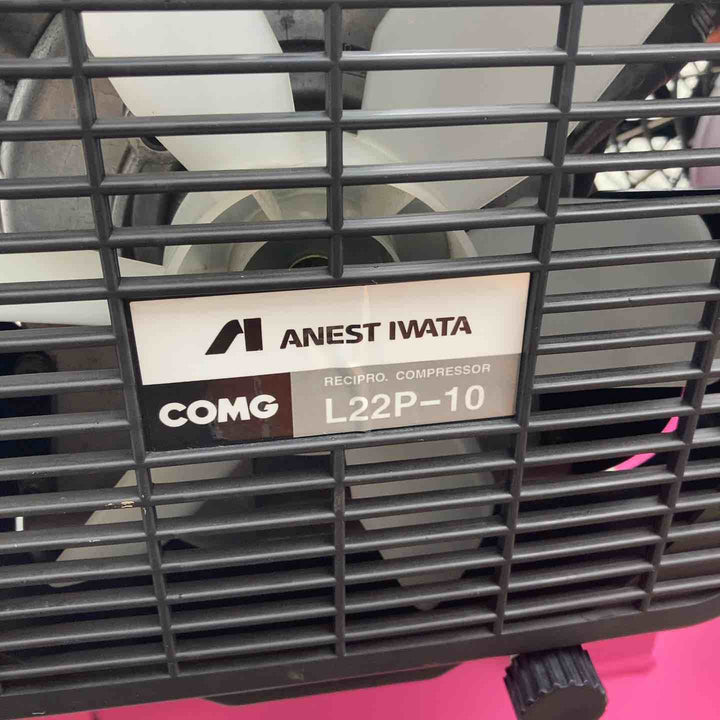 ANEST IWATA
RECIPRO. COMPRESSOR
COMG L22P-10